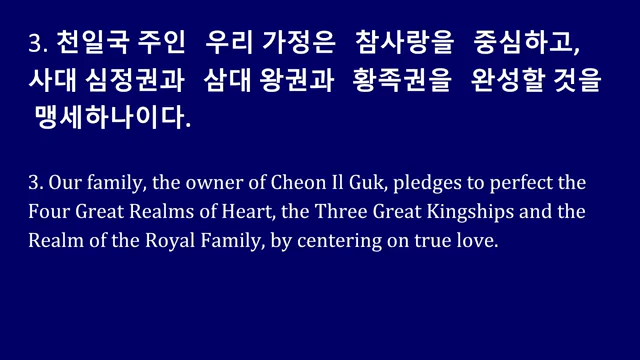 3. 천일국 주인 우리 가정은 참사랑을 중심하고,
사대 심정권과 삼대 왕권과 황족권을 완성할 것을
맹세하나이다.
3. Our family, the owner of Cheon Il Guk, pledges to perfect the
Four Great Realms of Heart, the Three Great Kingships and the
Realm of the Royal Family, by centering on true love.